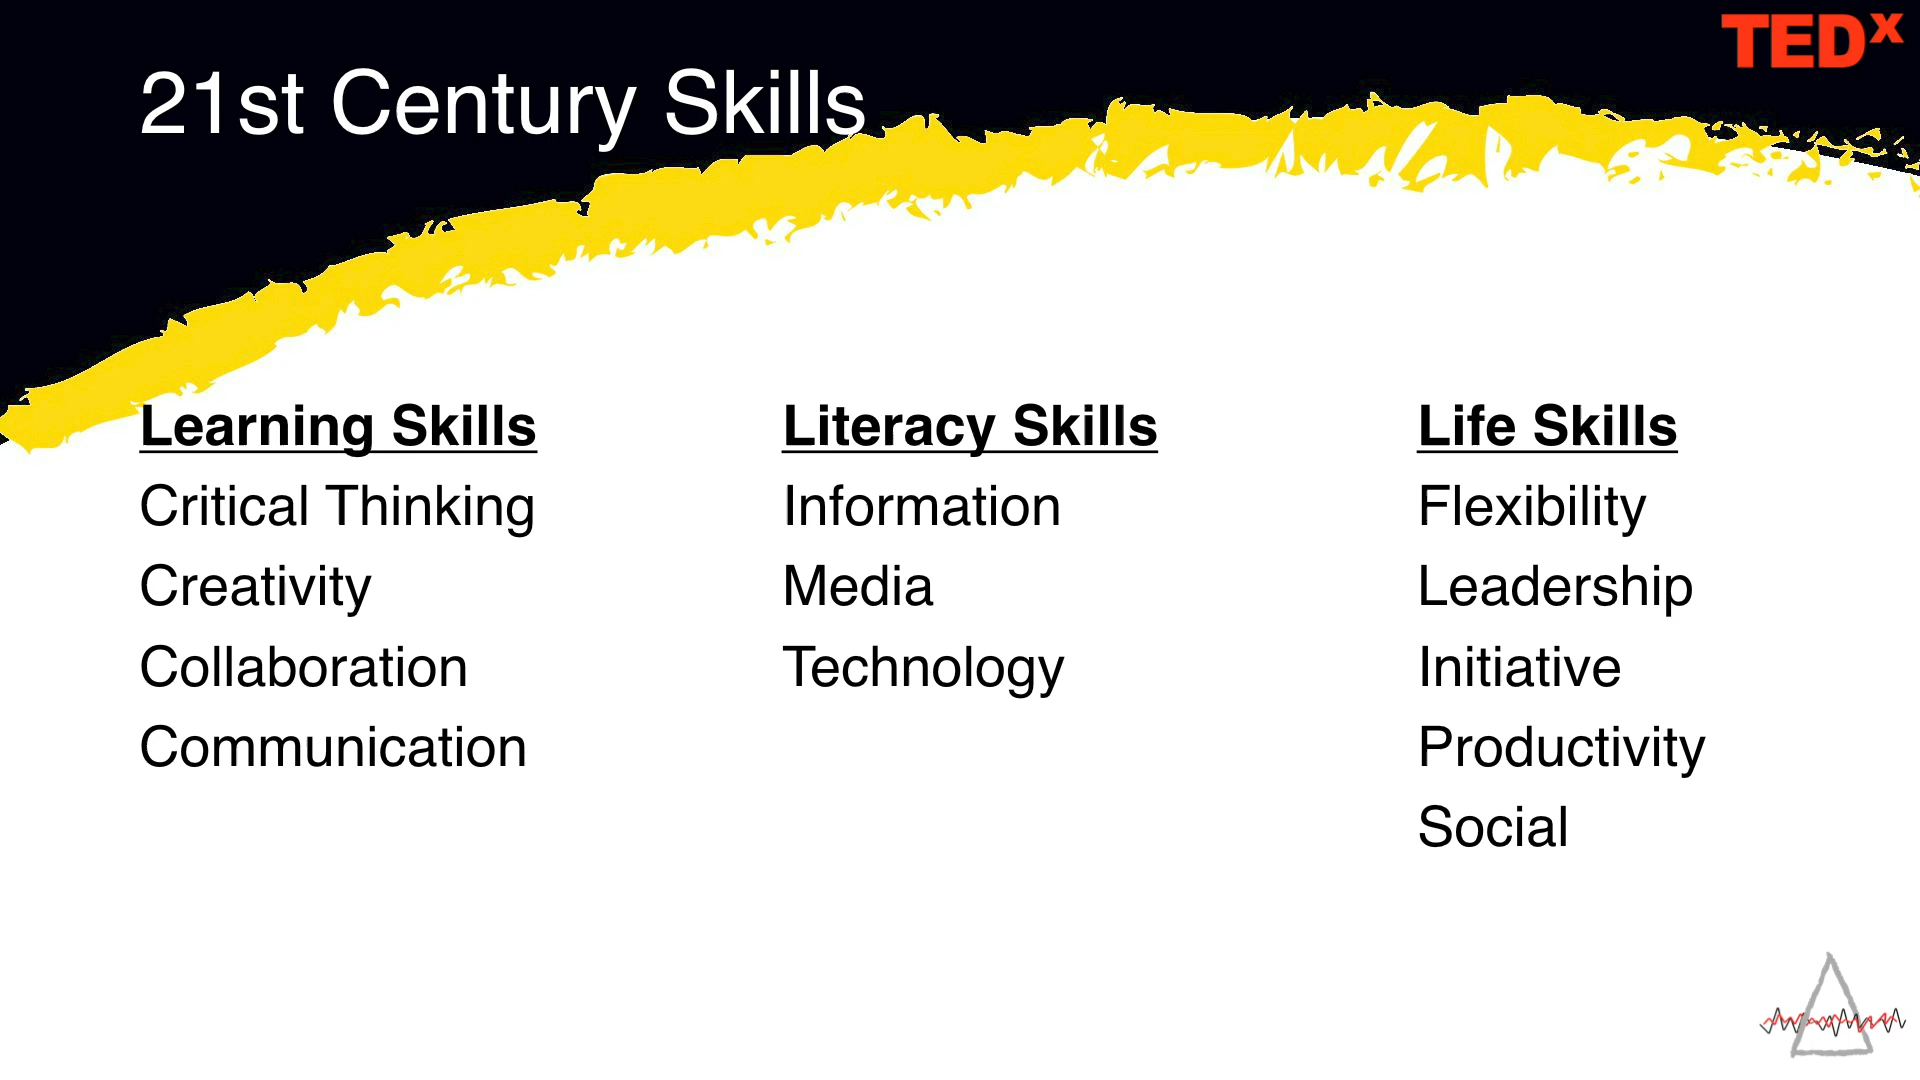 TEDx
21st Century Skills
Learning Skills
Critical Thinking
Creativity
Collaboration
Communication
Literacy Skills
Information
Media
Technology
Life Skills
Flexibility
Leadership
Initiative
Productivity
Social